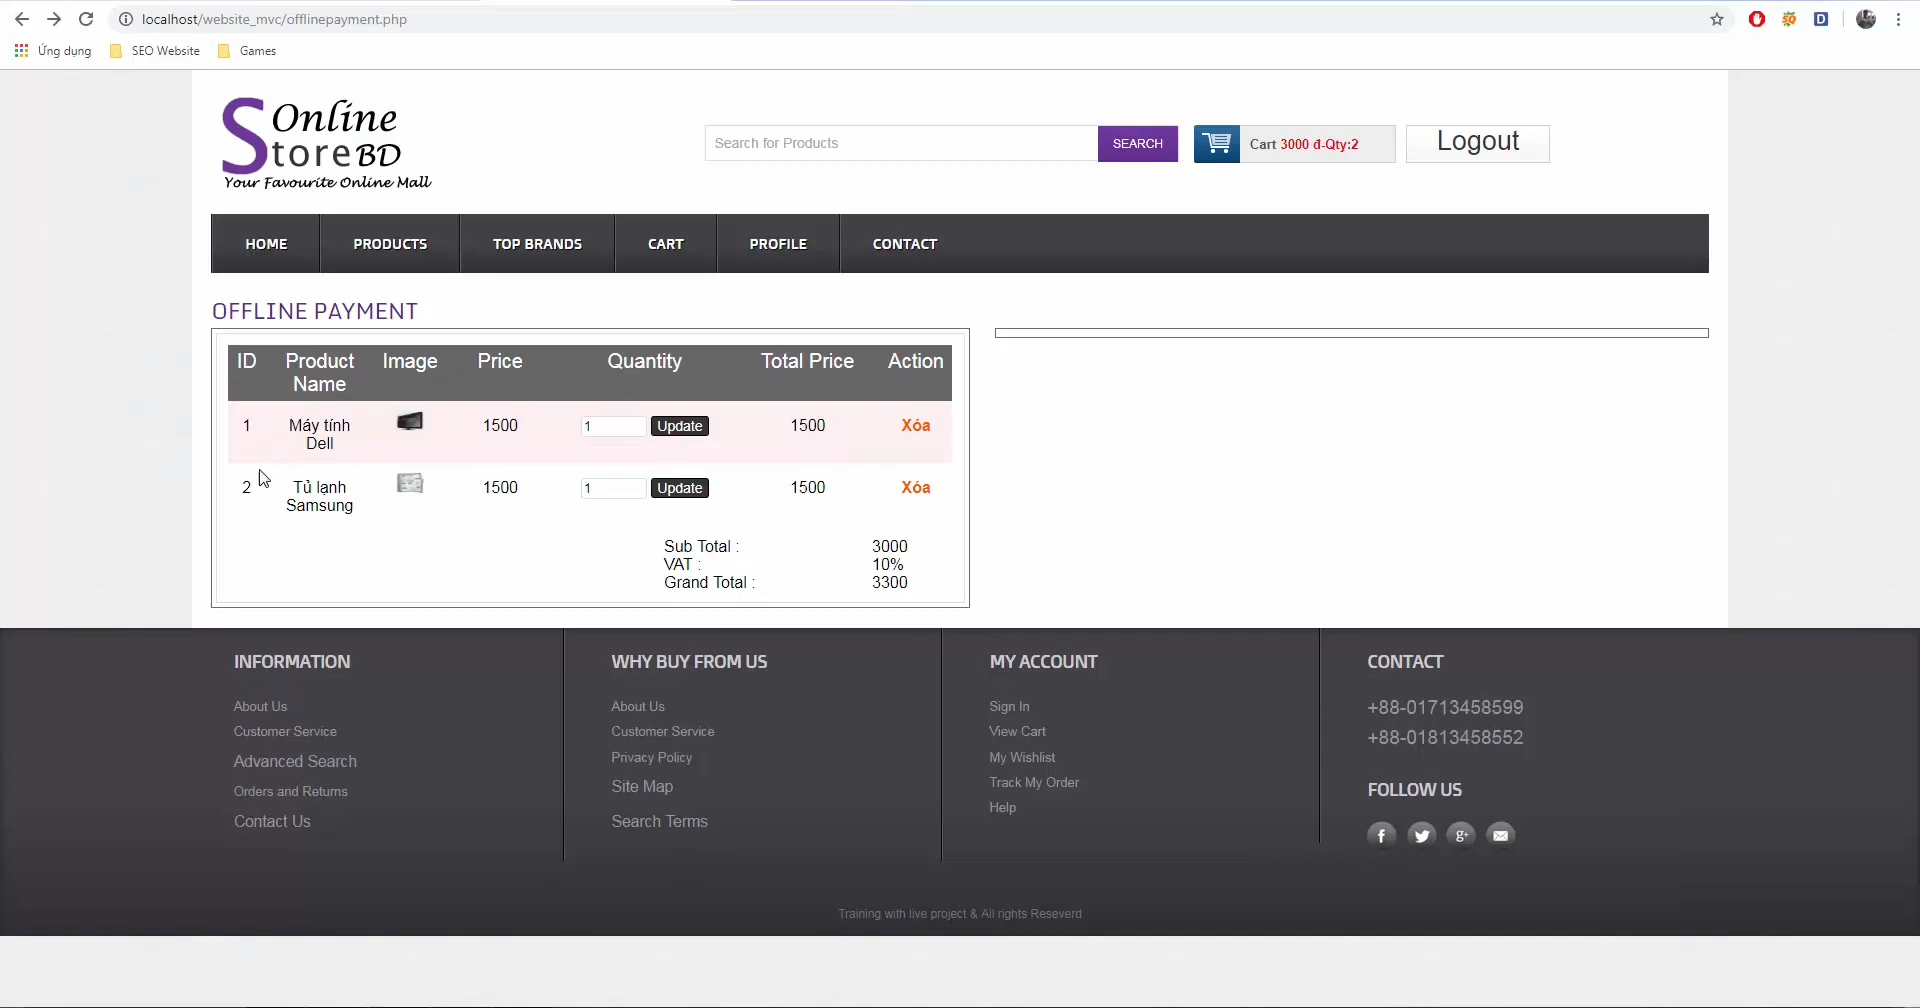 localhost/website_mvc/offlinepayment.php
Ứng dụng SEO Website Games
S Online
tore BD
Your Favourite Online Mall
Search for Products SEARCH Cart 3000 đ-Qty:2 Logout
HOME PRODUCTS TOP BRANDS CART PROFILE CONTACT
OFFLINE PAYMENT
ID Product Name Image Price Quantity Total Price Action
1 Máy tính Dell 1500 1 Update 1500 Xóa
2 Tủ lạnh Samsung 1500 1 Update 1500 Xóa
Sub Total : 3000
VAT : 10%
Grand Total : 3300
INFORMATION
About Us
Customer Service
Advanced Search
Orders and Returns
Contact Us
WHY BUY FROM US
About Us
Customer Service
Privacy Policy
Site Map
Search Terms
MY ACCOUNT
Sign In
View Cart
My Wishlist
Track My Order
Help
CONTACT
+88-01713458599
+88-01813458552
FOLLOW US
Training with live project & All rights Reseverd